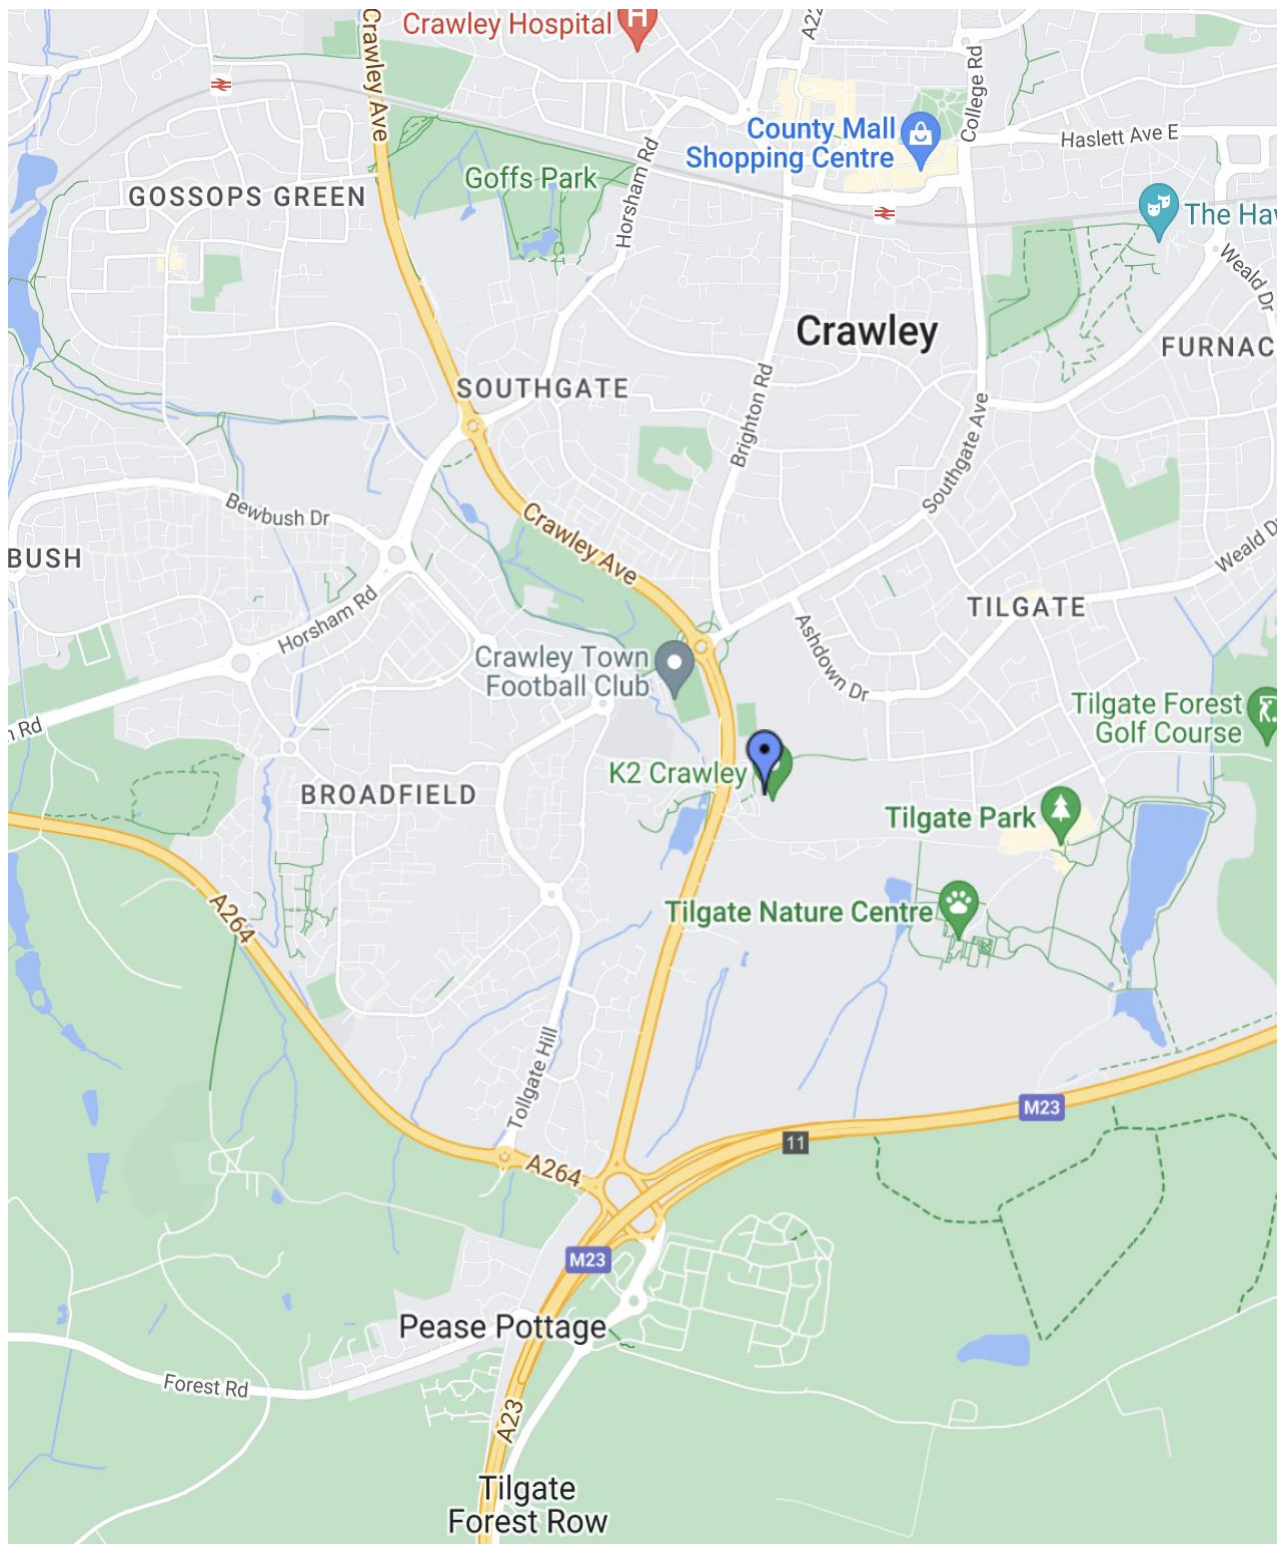 Crawley Hospital
H
A22
Crawley Ave
College Rd
County Mall
Shopping Centre
Haslett Ave E
Horsham Rd
Goffs Park
GOSSOPS GREEN
The Hav
Weald Dr
Crawley
FURNAC
SOUTHGATE
Brighton Rd
Southgate Ave
Bewbush Dr
Crawley Ave
BUSH
Weald D
TILGATE
Horsham Rd
Ashdown Dr
Crawley Town
Football Club
Tilgate Forest
Golf Course
n Rd
K2 Crawley
BROADFIELD
Tilgate Park
A264
Tilgate Nature Centre
Tollgate Hill
M23
11
A264
M23
Pease Pottage
Forest Rd
A23
Tilgate
Forest Row